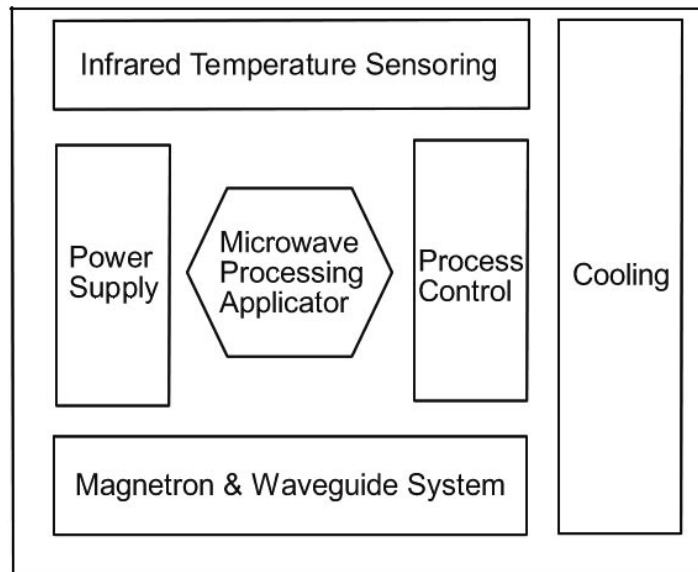 Infrared Temperature Sensoring
Power
Supply
Microwave
Processing
Applicator
Process
Control
Cooling
Magnetron & Waveguide System